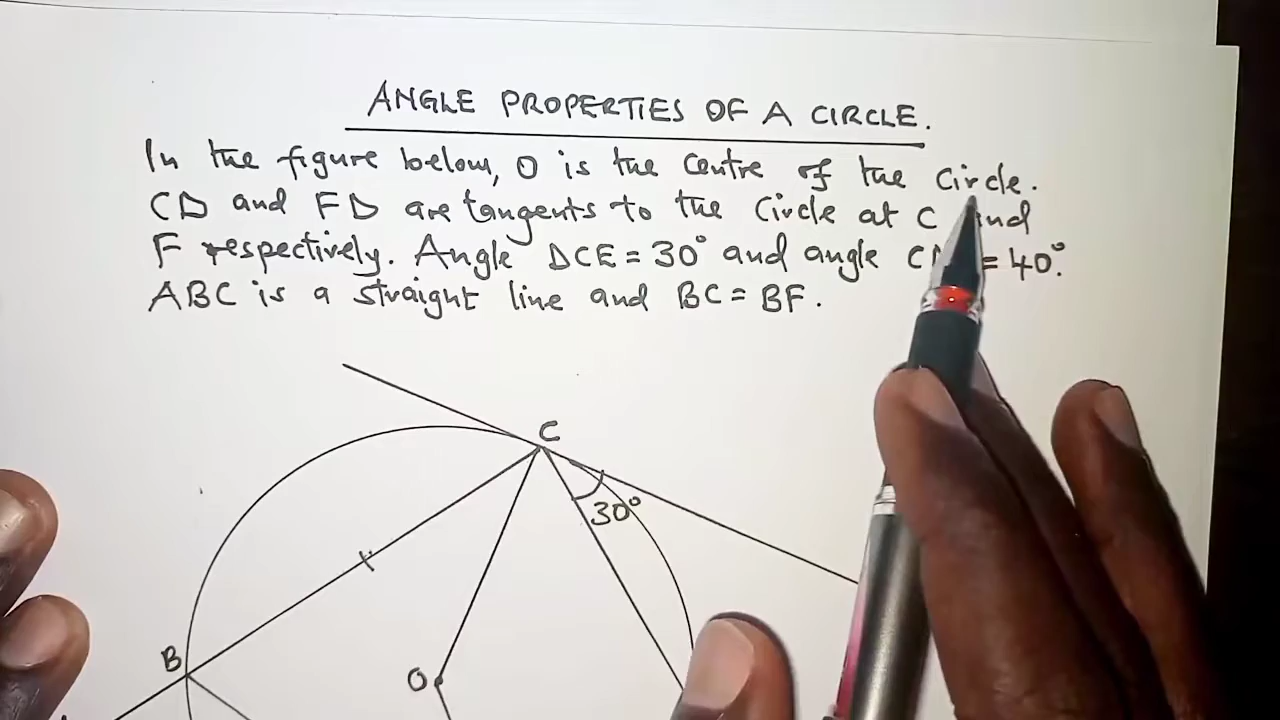 ANGLE PROPERTIES OF A CIRCLE.
In the figure below, O is the centre of the circle.
CD and FD are tangents to the circle at C and
F respectively. Angle DCE = 30° and angle = 40°.
ABC is a straight line and BC = BF.
C
30°
B
O